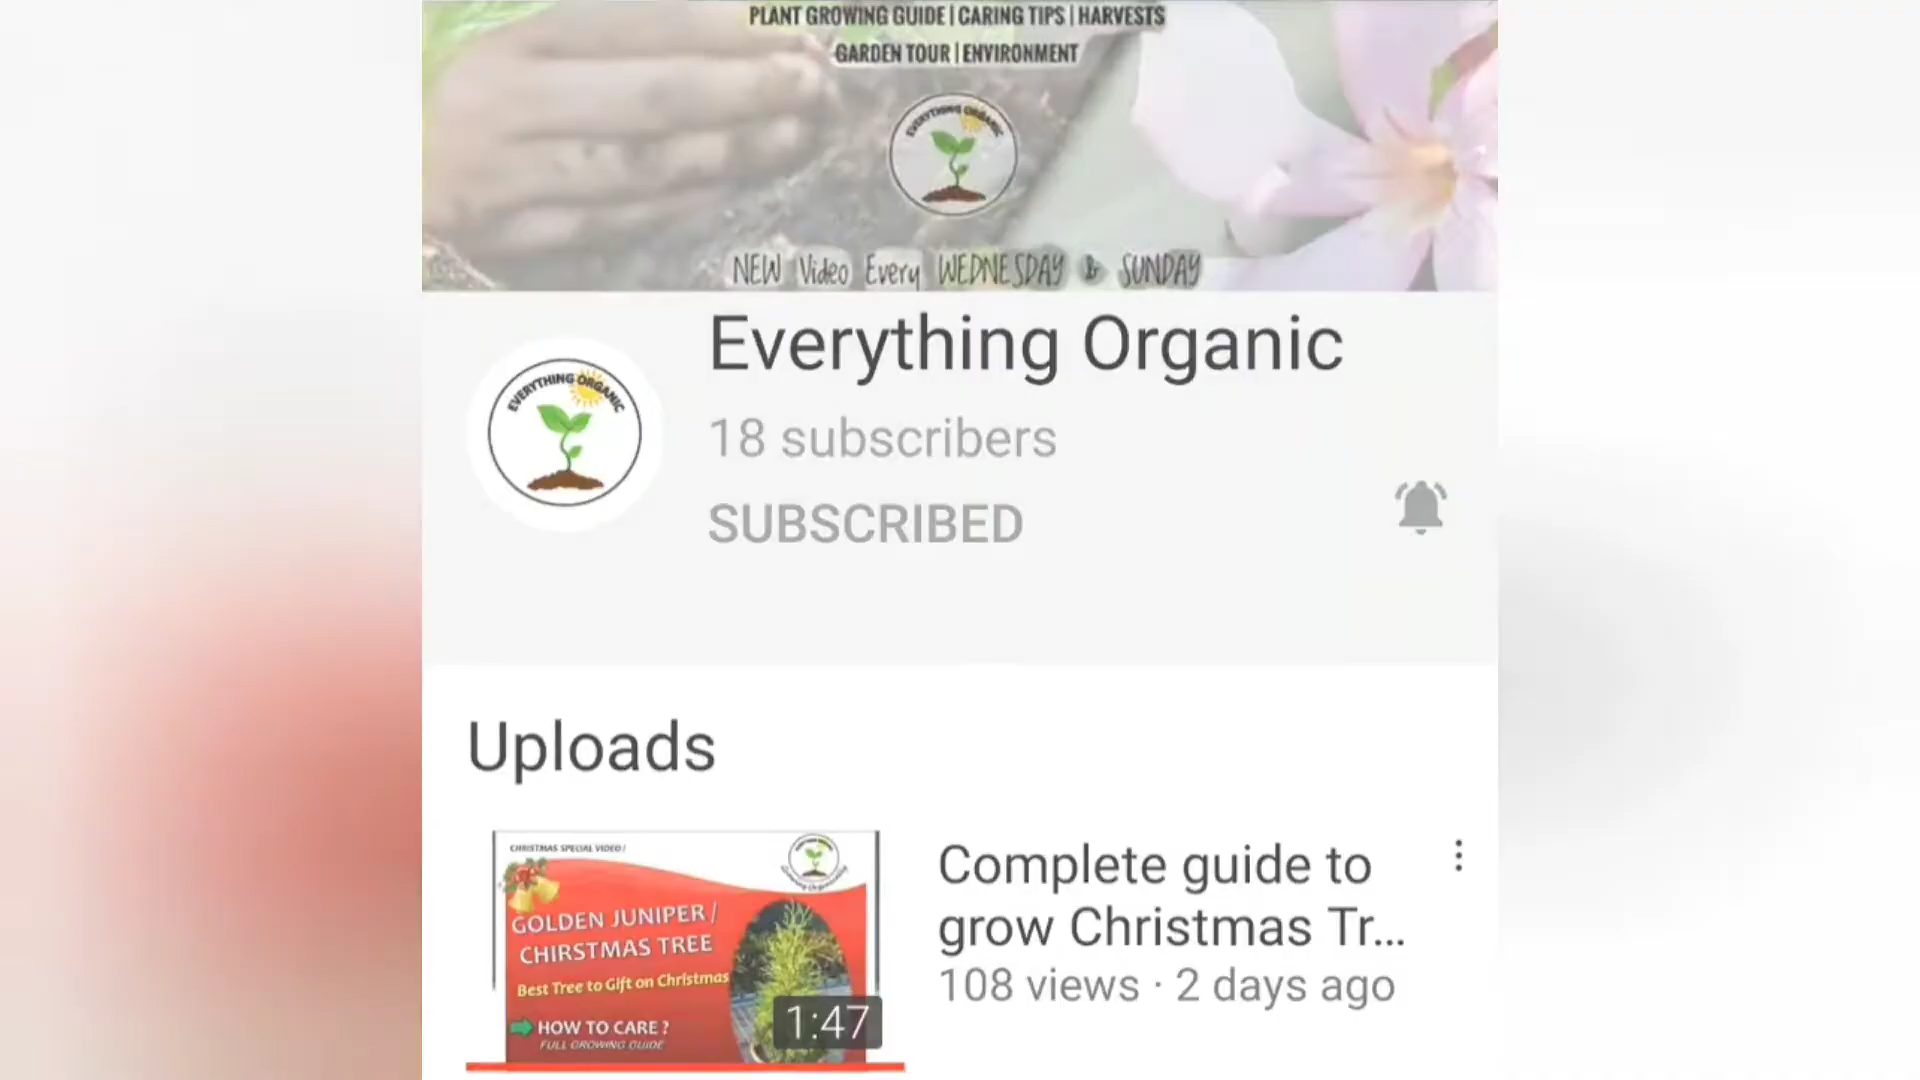 PLANT GROWING GUIDE | CARING TIPS | HARVESTS
GARDEN TOUR | ENVIRONMENT
EVERYTHING ORGANIC
NEW Video Every WEDNESDAY & SUNDAY
Everything Organic
EVERYTHING ORGANIC
18 subscribers
SUBSCRIBED
Uploads
CHRISTMAS SPECIAL VIDEO!
GOLDEN JUNIPER /
CHIRSTMAS TREE
Best Tree to Gift on Christmas
HOW TO CARE ?
FULL GROWING GUIDE
1:47
Complete guide to
grow Christmas Tr...
108 views · 2 days ago